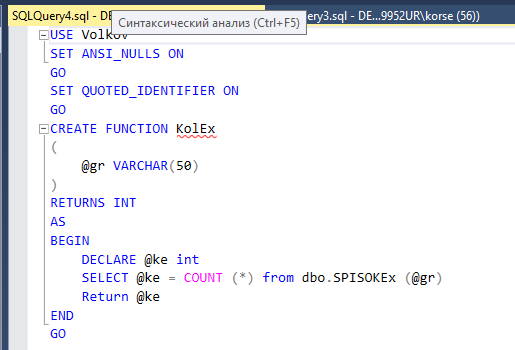 SQLQuery4.sql - DE
Синтаксический анализ (Ctrl+F5)
ry3.sql - DE...9952UR\korse (56))
USE Volkov
SET ANSI_NULLS ON
GO
SET QUOTED_IDENTIFIER ON
GO
CREATE FUNCTION KolEx
(
@gr VARCHAR(50)
)
RETURNS INT
AS
BEGIN
DECLARE @ke int
SELECT @ke = COUNT (*) from dbo.SPISOKEx (@gr)
Return @ke
END
GO